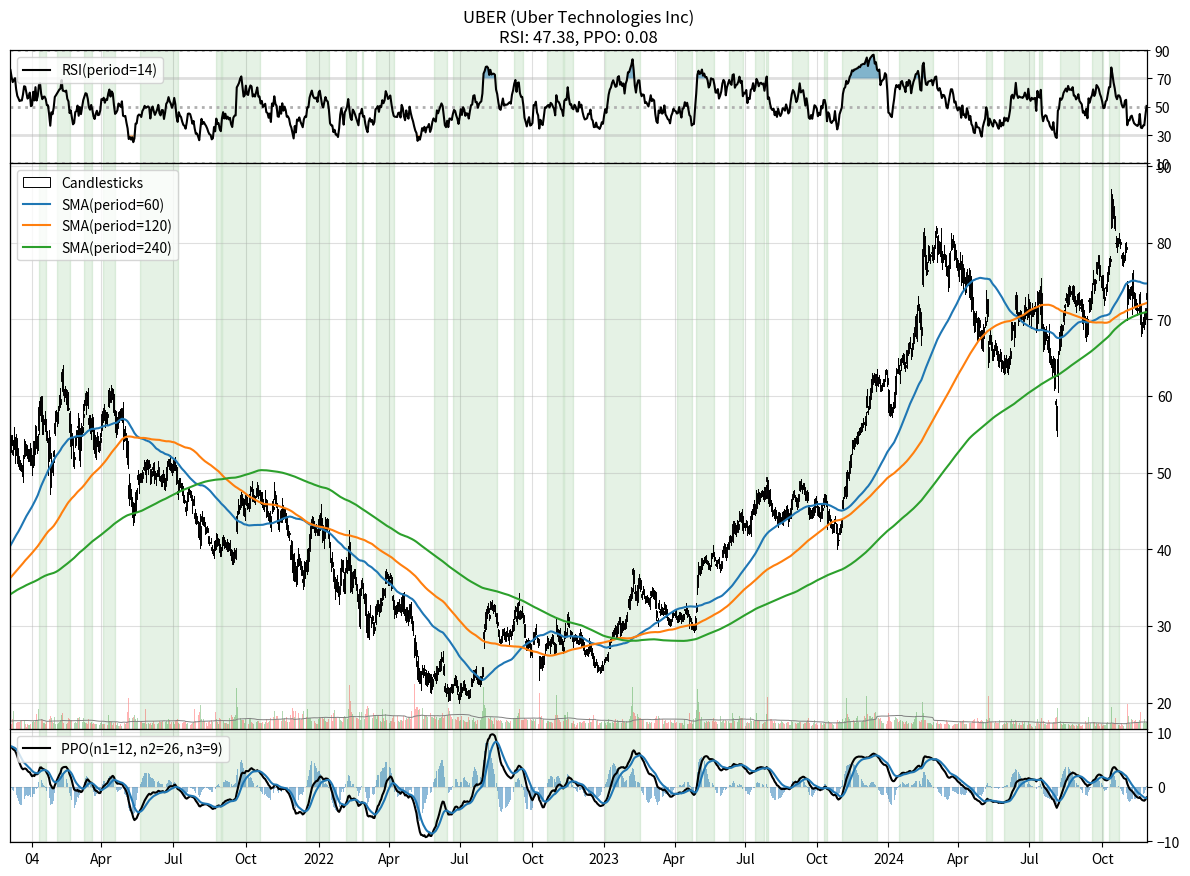 UBER (Uber Technologies Inc)
RSI: 47.38, PPO: 0.08
RSI(period=14)
90
70
50
30
10
Candlesticks
SMA(period=60)
SMA(period=120)
SMA(period=240)
90
80
70
60
50
40
30
20
PPO(n1=12, n2=26, n3=9)
10
0
−10
04 Apr Jul Oct 2022 Apr Jul Oct 2023 Apr Jul Oct 2024 Apr Jul Oct